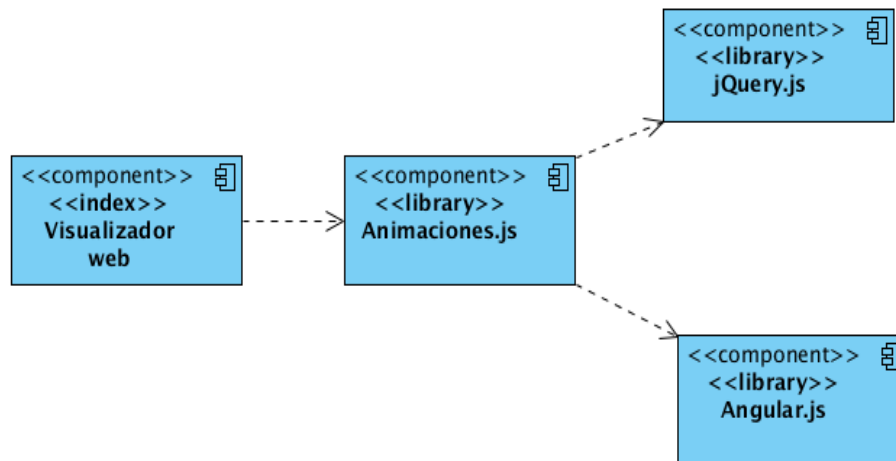 <<component>>
<<library>>
jQuery.js
<<component>>
<<index>>
Visualizador
web
<<component>>
<<library>>
Animaciones.js
<<component>>
<<library>>
Angular.js